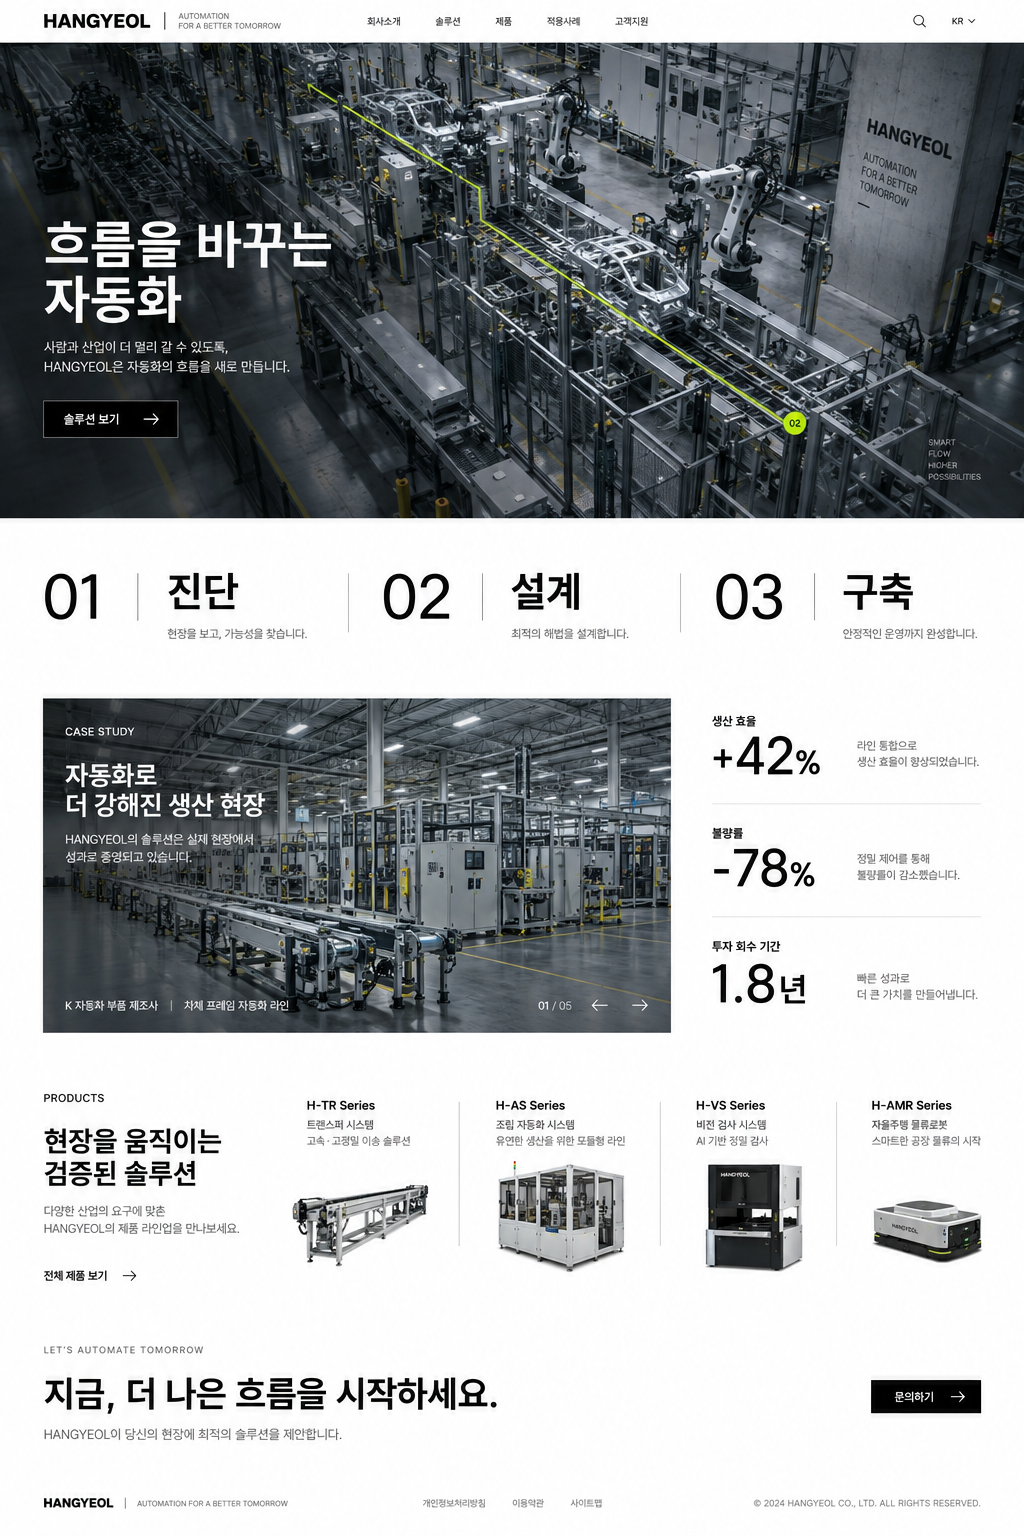 HANGYEOL
AUTOMATION
FOR A BETTER TOMORROW
회사소개
솔루션
제품
적용사례
고객지원
KR
HANGYEOL
AUTOMATION
FOR A BETTER
TOMORROW
흐름을 바꾸는
자동화
사람과 산업이 더 멀리 갈 수 있도록,
HANGYEOL은 자동화의 흐름을 새로 만듭니다.
솔루션 보기
02
SMART
FLOW
HIGHER
POSSIBILITIES
01
진단
현장을 보고, 가능성을 찾습니다.
02
설계
최적의 해법을 설계합니다.
03
구축
안정적인 운영까지 완성합니다.
CASE STUDY
자동화로
더 강해진 생산 현장
HANGYEOL의 솔루션은 실제 현장에서
성과로 증명되고 있습니다.
K 자동차 부품 제조사 | 차체 프레임 자동화 라인
01 / 05
생산 효율
+42%
라인 통합으로
생산 효율이 향상되었습니다.
불량률
-78%
정밀 제어를 통해
불량률이 감소했습니다.
투자 회수 기간
1.8년
빠른 성과로
더 큰 가치를 만들어냅니다.
PRODUCTS
현장을 움직이는
검증된 솔루션
다양한 산업의 요구에 맞춘
HANGYEOL의 제품 라인업을 만나보세요.
전체 제품 보기
H-TR Series
트랜스퍼 시스템
고속 · 고정밀 이송 솔루션
H-AS Series
조립 자동화 시스템
유연한 생산을 위한 모듈형 라인
H-VS Series
비전 검사 시스템
AI 기반 정밀 검사
HANGYEOL
H-AMR Series
자율주행 물류로봇
스마트한 공장 물류의 시작
HANGYEOL
LET'S AUTOMATE TOMORROW
지금, 더 나은 흐름을 시작하세요.
HANGYEOL이 당신의 현장에 최적의 솔루션을 제안합니다.
문의하기
HANGYEOL | AUTOMATION FOR A BETTER TOMORROW
개인정보처리방침
이용약관
사이트맵
© 2024 HANGYEOL CO., LTD. ALL RIGHTS RESERVED.